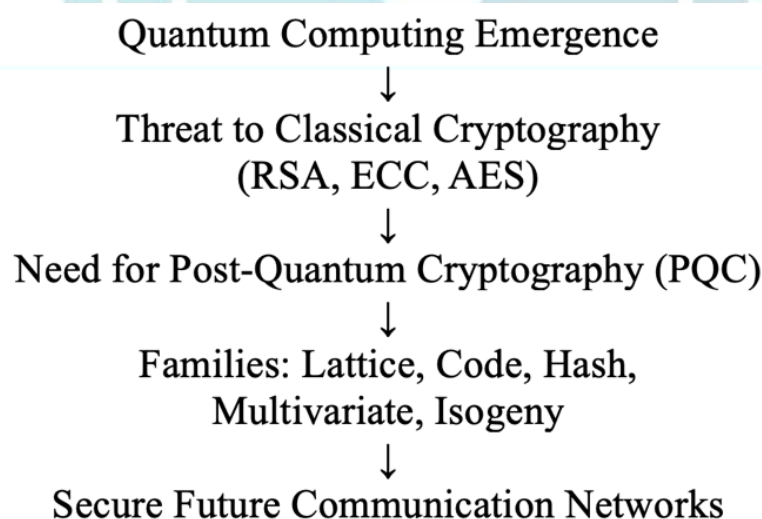 Quantum Computing Emergence
↓
Threat to Classical Cryptography
(RSA, ECC, AES)
↓
Need for Post-Quantum Cryptography (PQC)
↓
Families: Lattice, Code, Hash,
Multivariate, Isogeny
↓
Secure Future Communication Networks